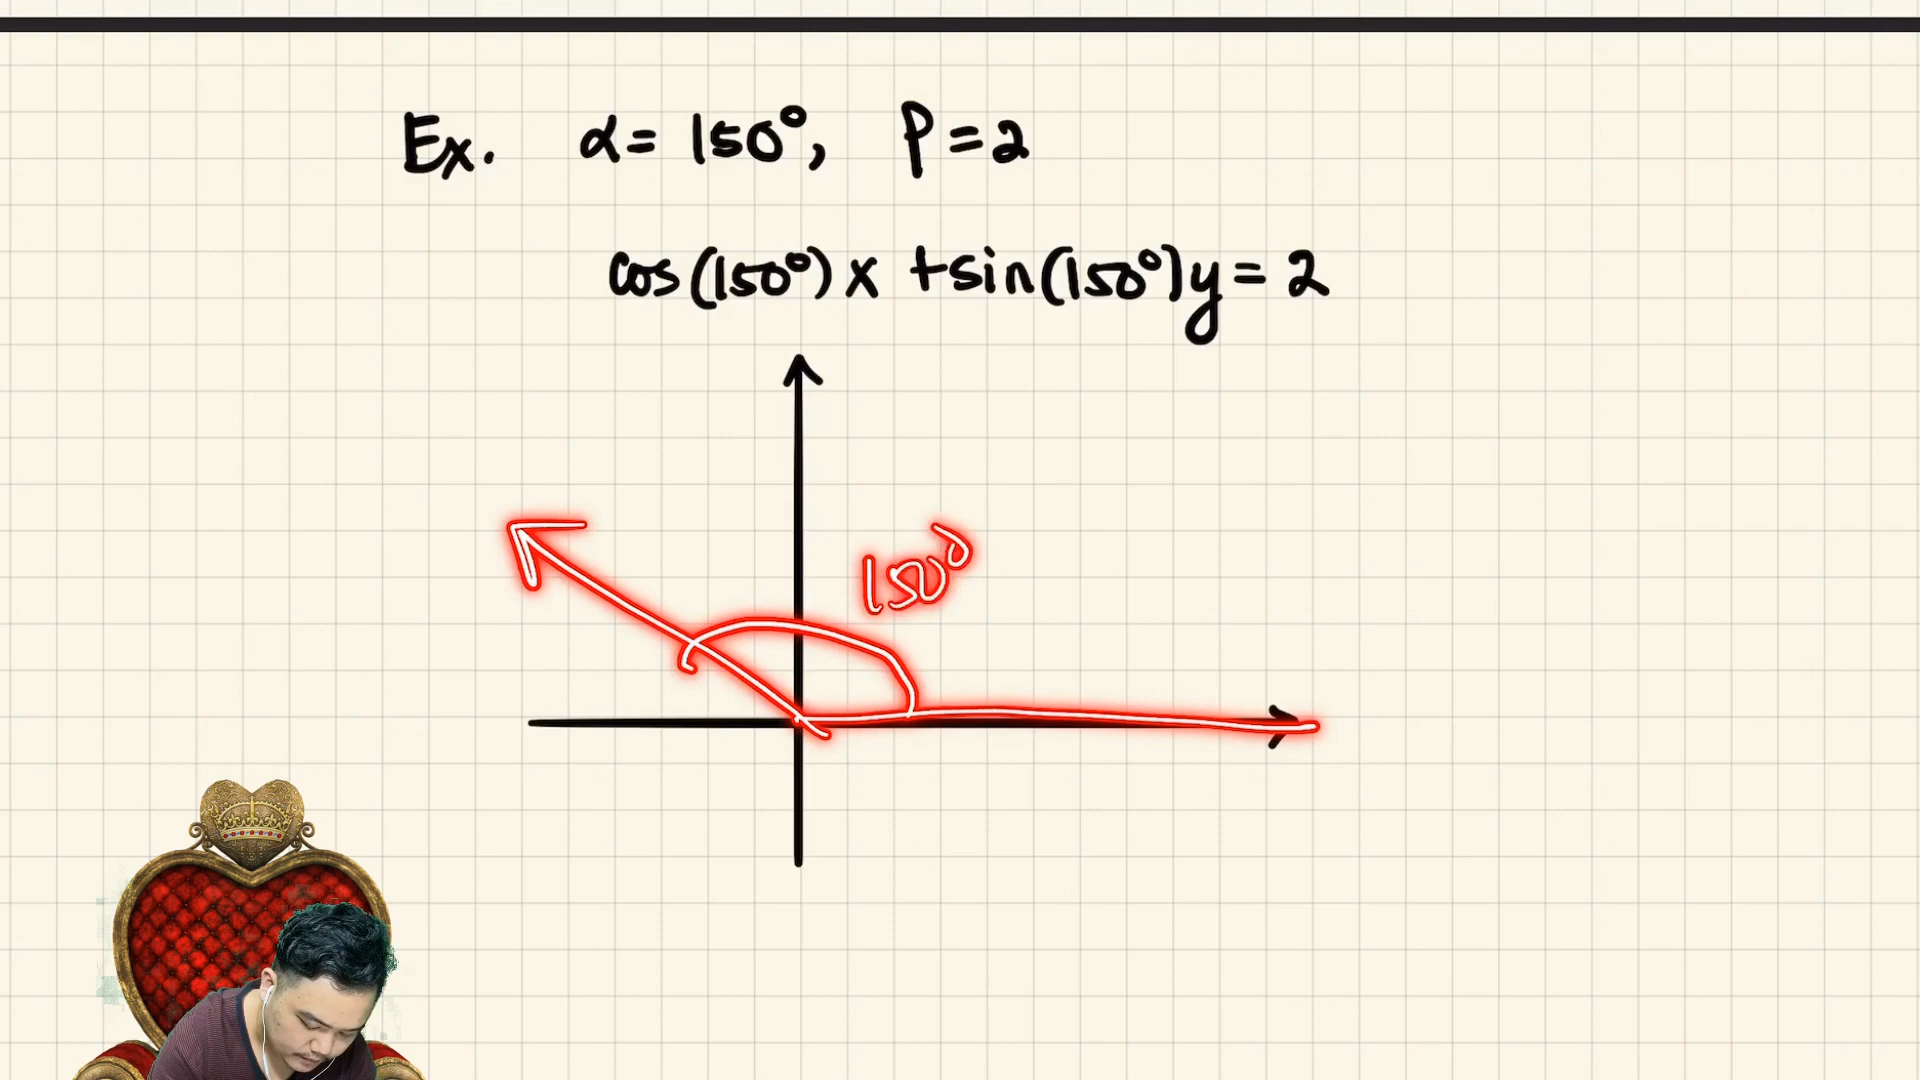 Ex. α = 150°, P = 2
cos(150°)x + sin(150°)y = 2
150°